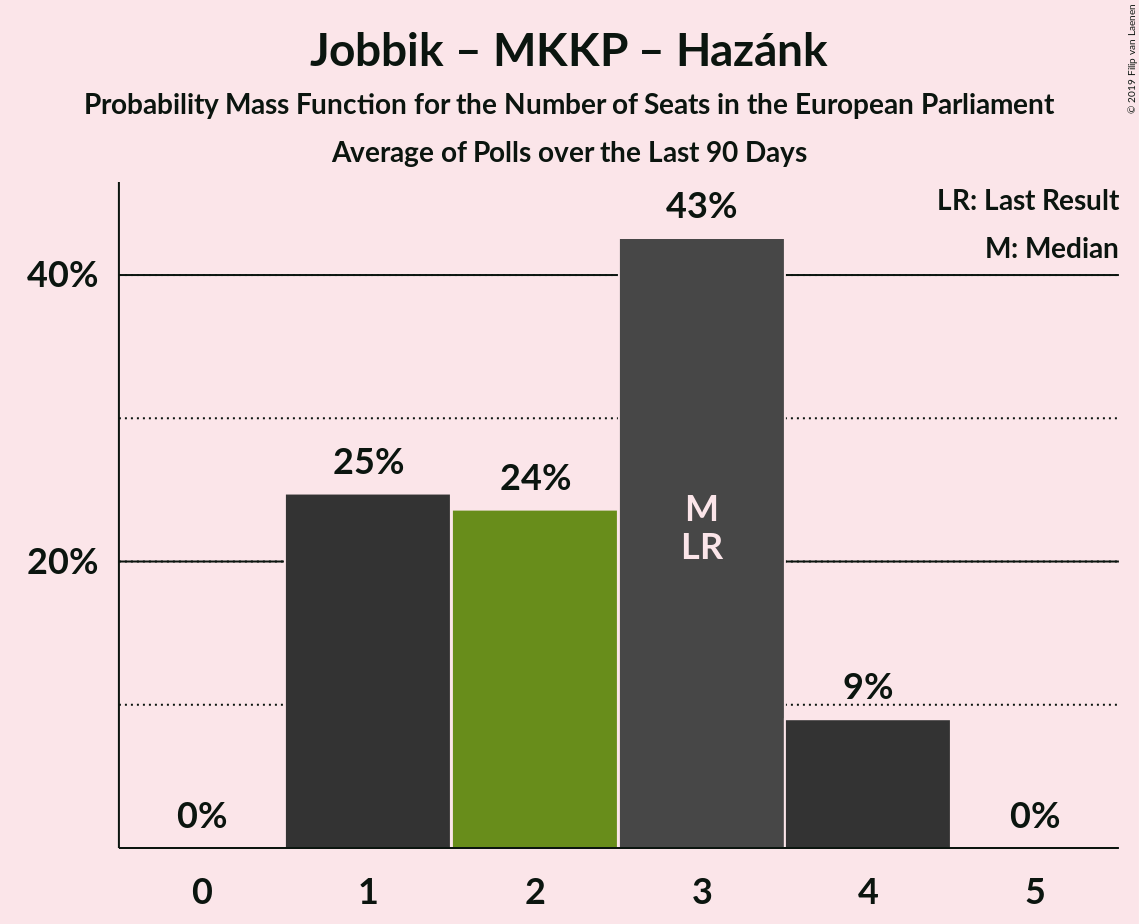 Jobbik – MKKP – Hazánk
Probability Mass Function for the Number of Seats in the European Parliament
Average of Polls over the Last 90 Days
© 2019 Filip van Laenen
LR: Last Result
M: Median
43%
40%
25%
24%
M
LR
20%
9%
0%
0%
0 1 2 3 4 5